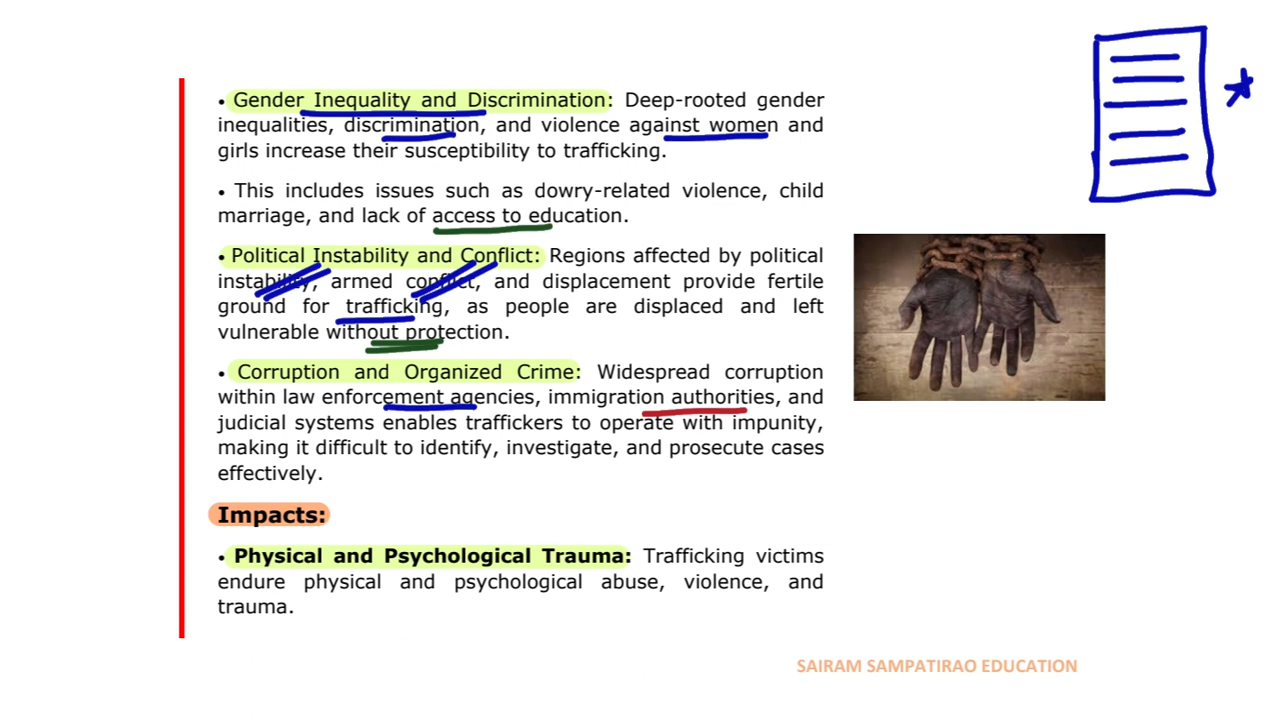 • Gender Inequality and Discrimination: Deep-rooted gender
inequalities, discrimination, and violence against women and
girls increase their susceptibility to trafficking.
• This includes issues such as dowry-related violence, child
marriage, and lack of access to education.
• Political Instability and Conflict: Regions affected by political
instability, armed conflict, and displacement provide fertile
ground for trafficking, as people are displaced and left
vulnerable without protection.
• Corruption and Organized Crime: Widespread corruption
within law enforcement agencies, immigration authorities, and
judicial systems enables traffickers to operate with impunity,
making it difficult to identify, investigate, and prosecute cases
effectively.
Impacts:
• Physical and Psychological Trauma: Trafficking victims
endure physical and psychological abuse, violence, and
trauma.
SAIRAM SAMPATIRAO EDUCATION